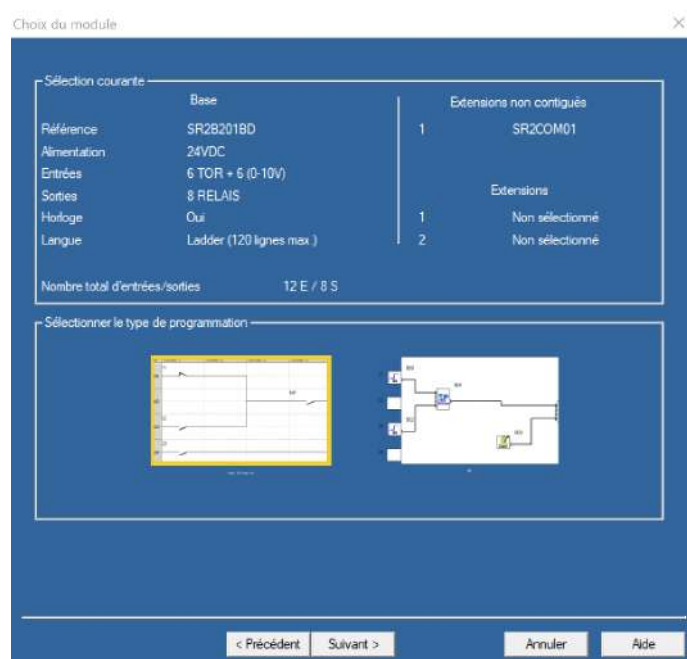 Choix du module
Sélection courante
Base
Extensions non contiguës
Référence SR2B201BD 1 SR2COM01
Alimentation 24VDC
Entrées 6 TOR + 6 (0-10V)
Sorties 8 RELAIS Extensions
Horloge Oui 1 Non sélectionné
Langue Ladder (120 lignes max.) 2 Non sélectionné
Nombre total d'entrées/sorties 12 E / 8 S
Sélectionner le type de programmation
< Précédent Suivant > Annuler Aide